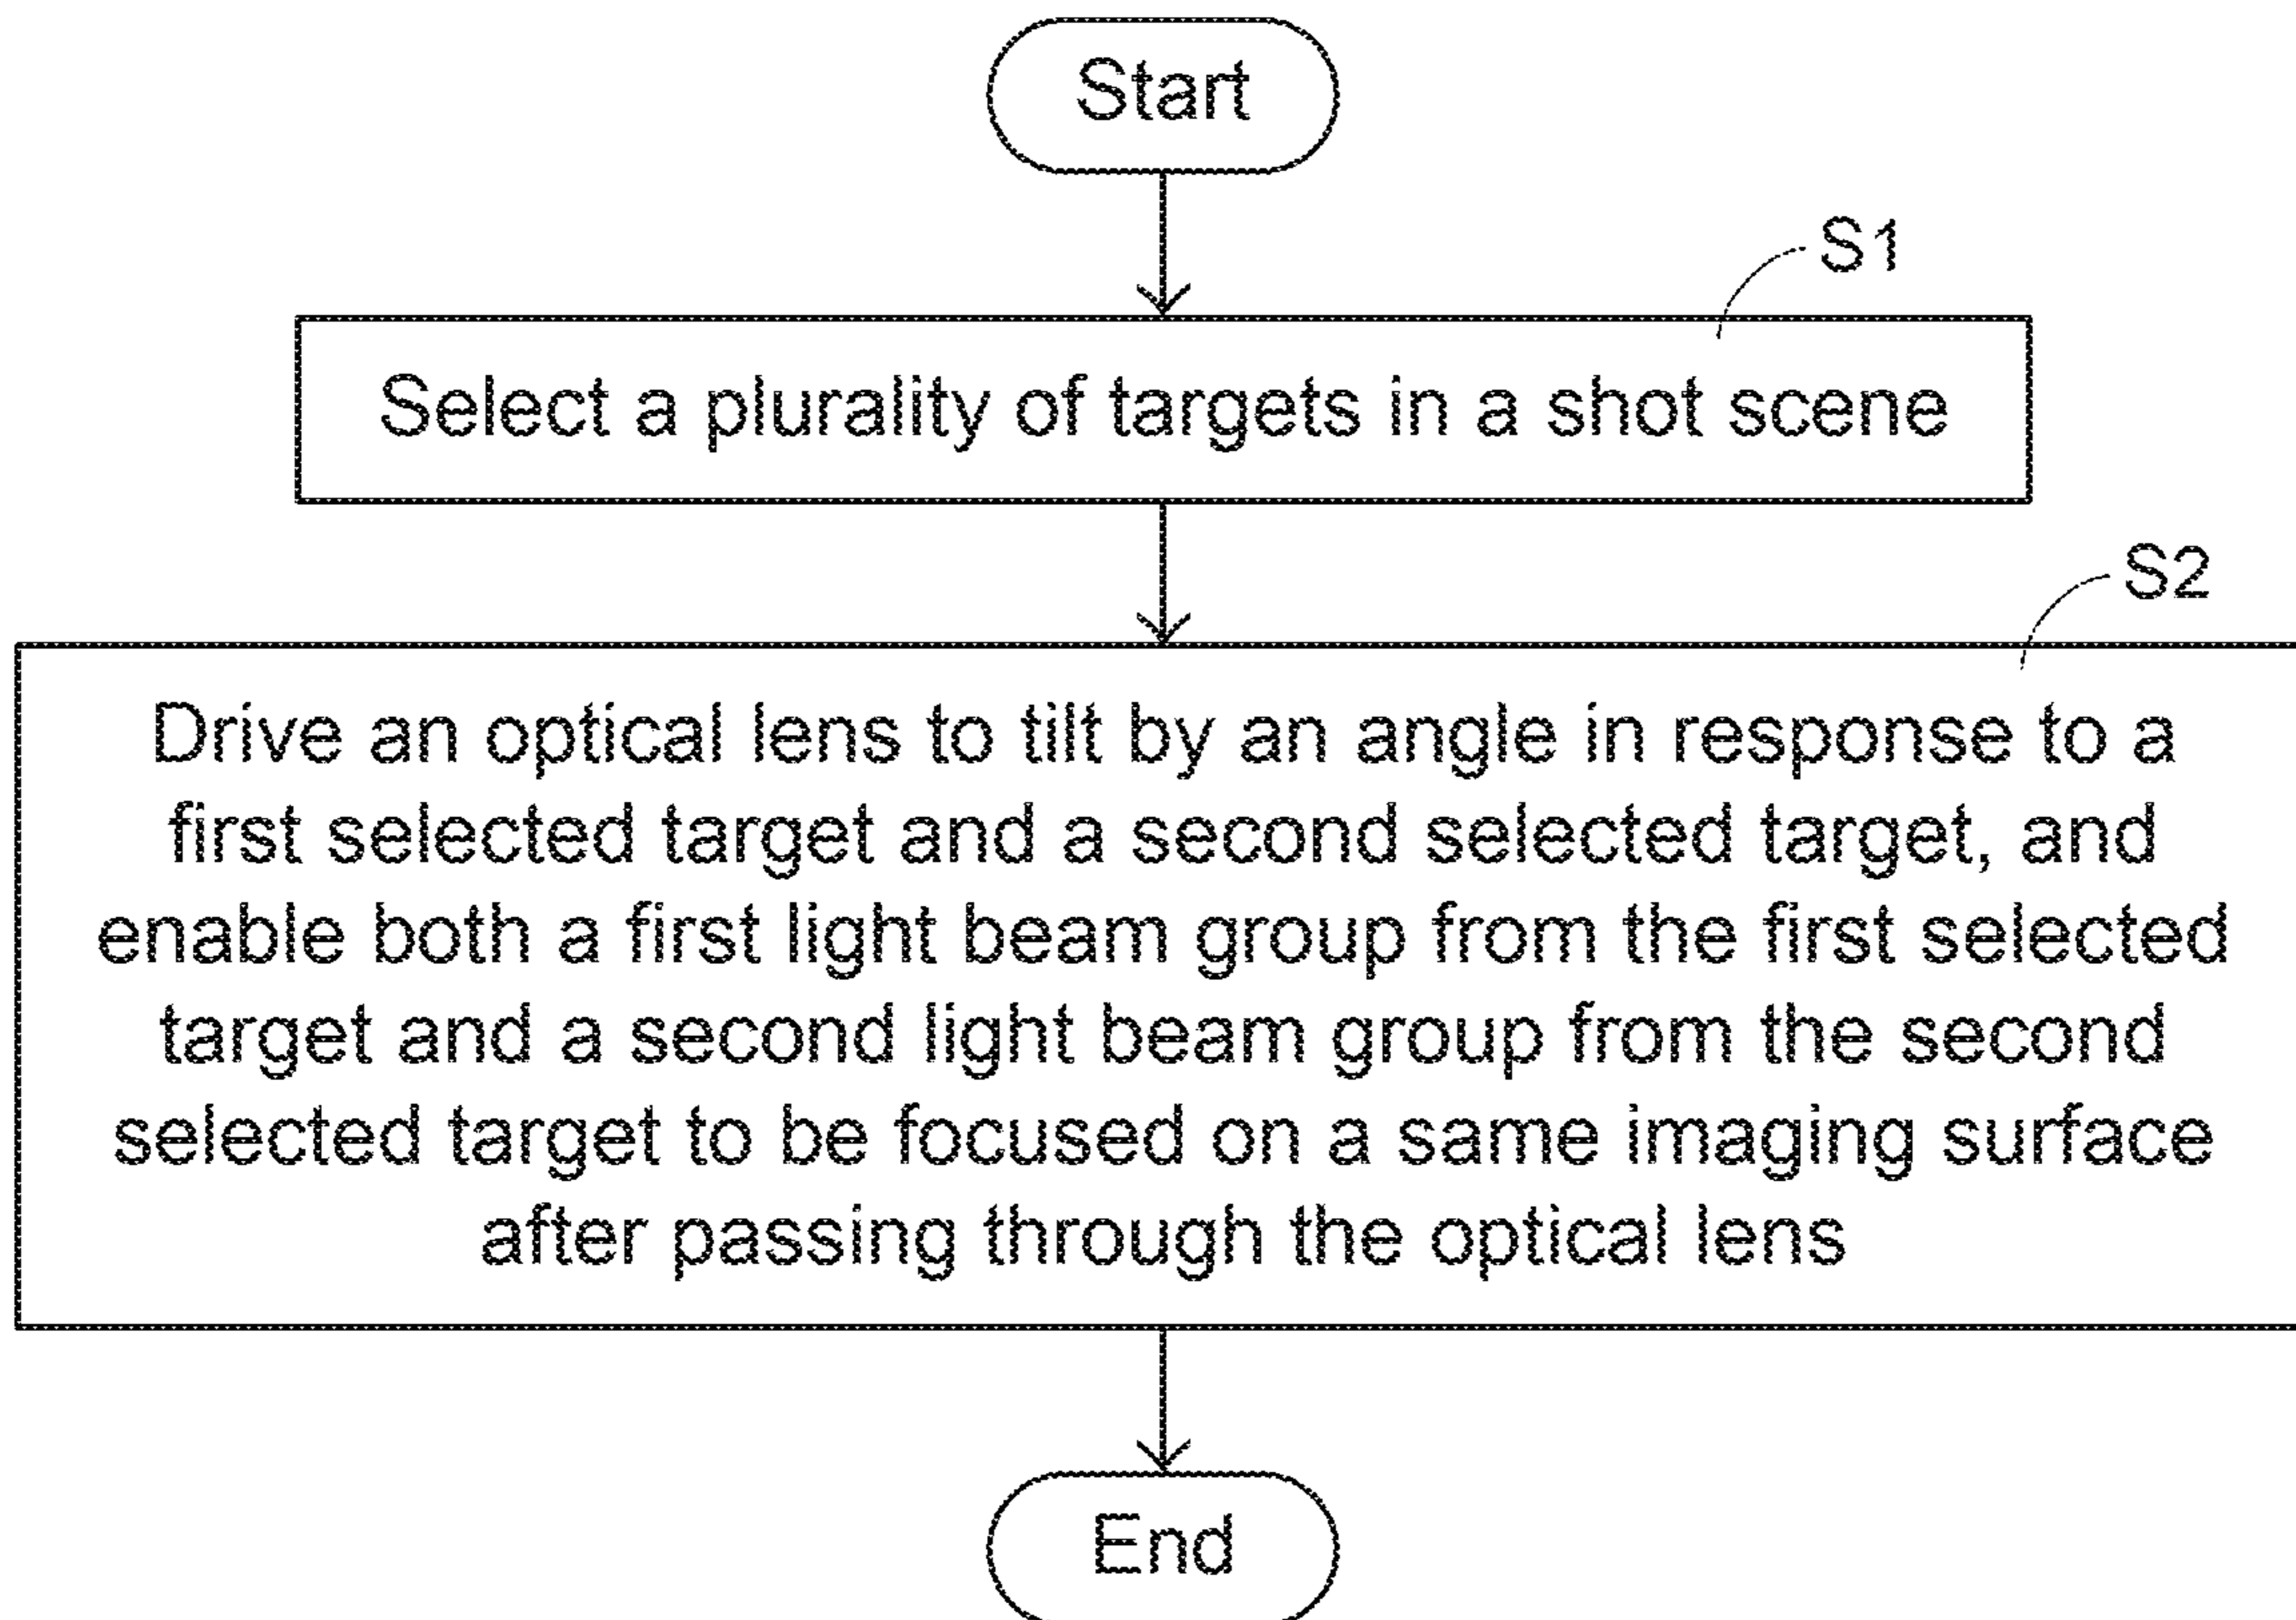 Start
S1
Select a plurality of targets in a shot scene
S2
Drive an optical lens to tilt by an angle in response to a
first selected target and a second selected target, and
enable both a first light beam group from the first selected
target and a second light beam group from the second
selected target to be focused on a same imaging surface
after passing through the optical lens
End